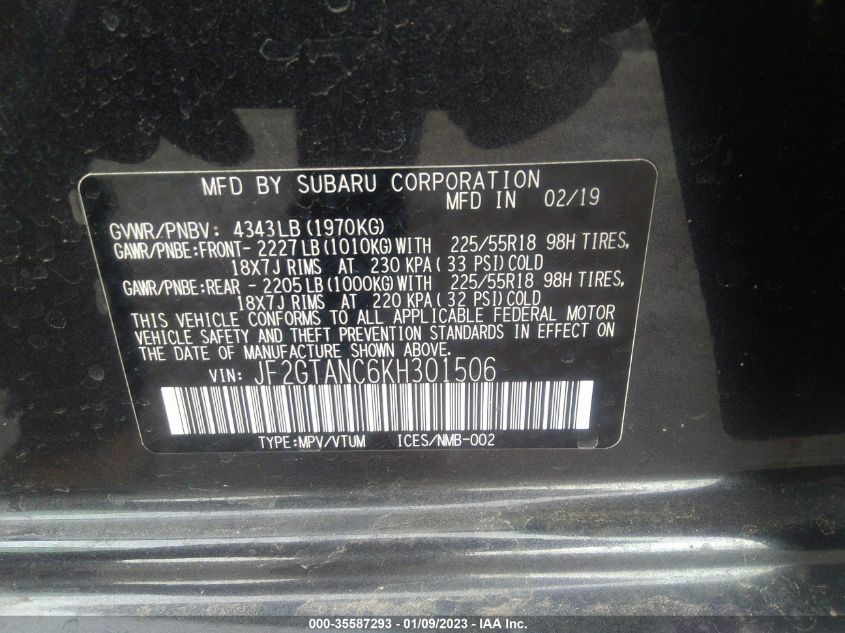 MFD BY SUBARU CORPORATION
MFD IN 02/19
GVWR/PNBV: 4343LB (1970KG)
GAWR/PNBE:FRONT- 2227LB (1010KG) WITH 225/55R18 98H TIRES,
18X7J RIMS AT 230 KPA ( 33 PSI) COLD
GAWR/PNBE:REAR - 2205LB (1000KG) WITH 225/55R18 98H TIRES,
18X7J RIMS AT 220 KPA ( 32 PSI) COLD
THIS VEHICLE CONFORMS TO ALL APPLICABLE FEDERAL MOTOR
VEHICLE SAFETY AND THEFT PREVENTION STANDARDS IN EFFECT ON
THE DATE OF MANUFACTURE SHOWN ABOVE.
VIN: JF2GTANC6KH301506
TYPE:MPV/VTUM ICES/NMB-002
000-35587293 - 01/09/2023 - IAA Inc.